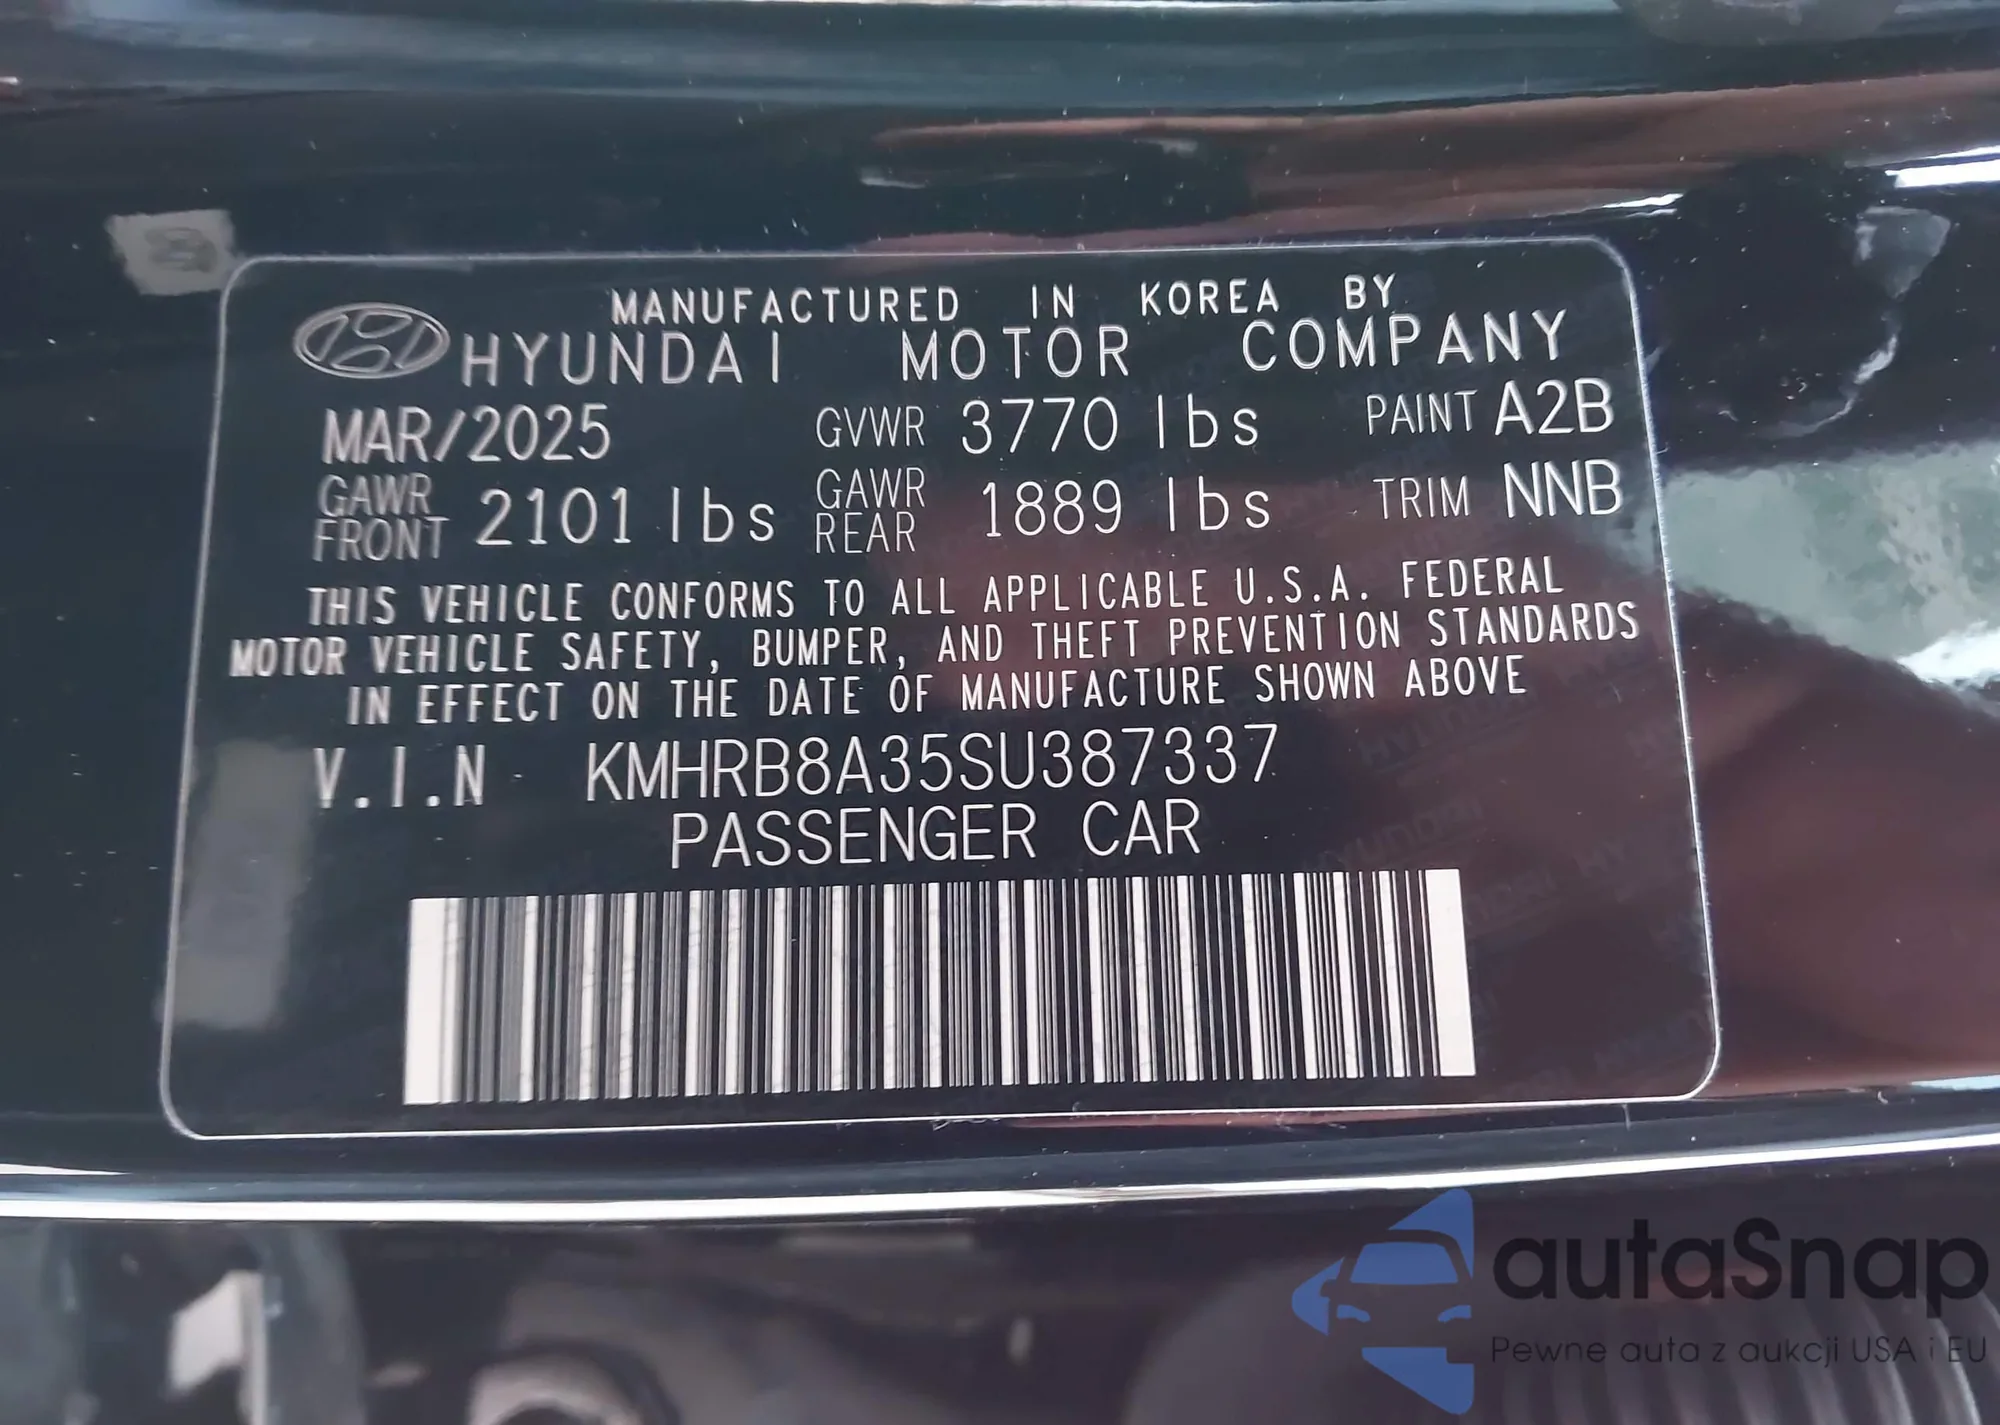 MANUFACTURED IN KOREA BY
HYUNDAI MOTOR COMPANY
MAR/2025 GVWR 3770 lbs PAINT A2B
GAWR FRONT 2101 lbs GAWR REAR 1889 lbs TRIM NNB
THIS VEHICLE CONFORMS TO ALL APPLICABLE U.S.A. FEDERAL
MOTOR VEHICLE SAFETY, BUMPER, AND THEFT PREVENTION STANDARDS
IN EFFECT ON THE DATE OF MANUFACTURE SHOWN ABOVE
V.I.N KMHRB8A35SU387337
PASSENGER CAR
autaSnap
Pewne auta z aukcji USA i EU